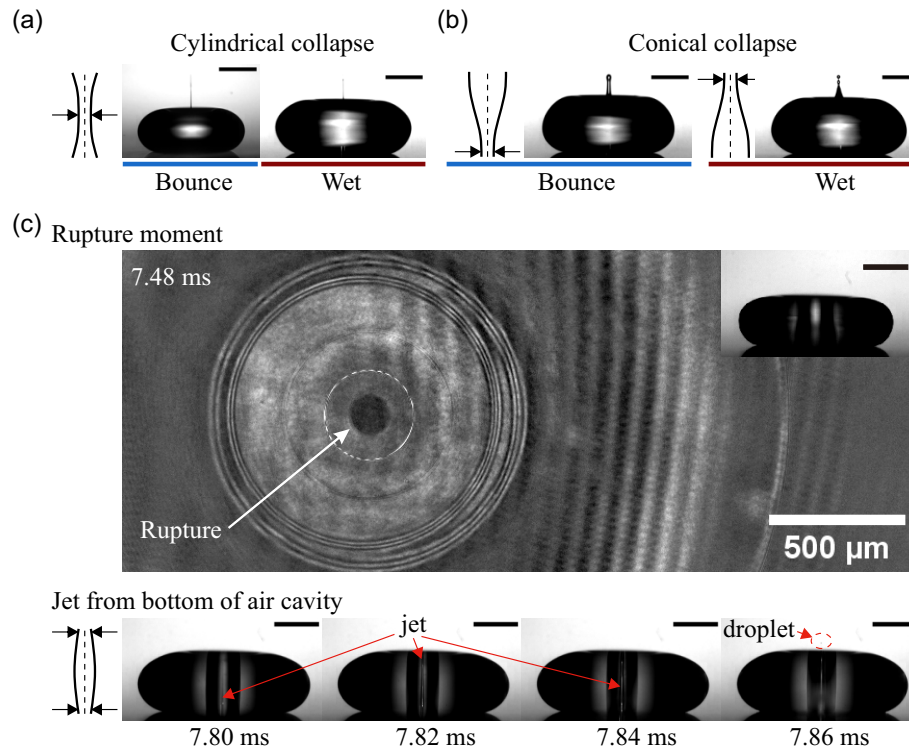 (a)
Cylindrical collapse
Bounce
Wet
(b)
Conical collapse
Bounce
Wet
(c)
Rupture moment
7.48 ms
Rupture
500 µm
Jet from bottom of air cavity
jet
droplet
7.80 ms
7.82 ms
7.84 ms
7.86 ms